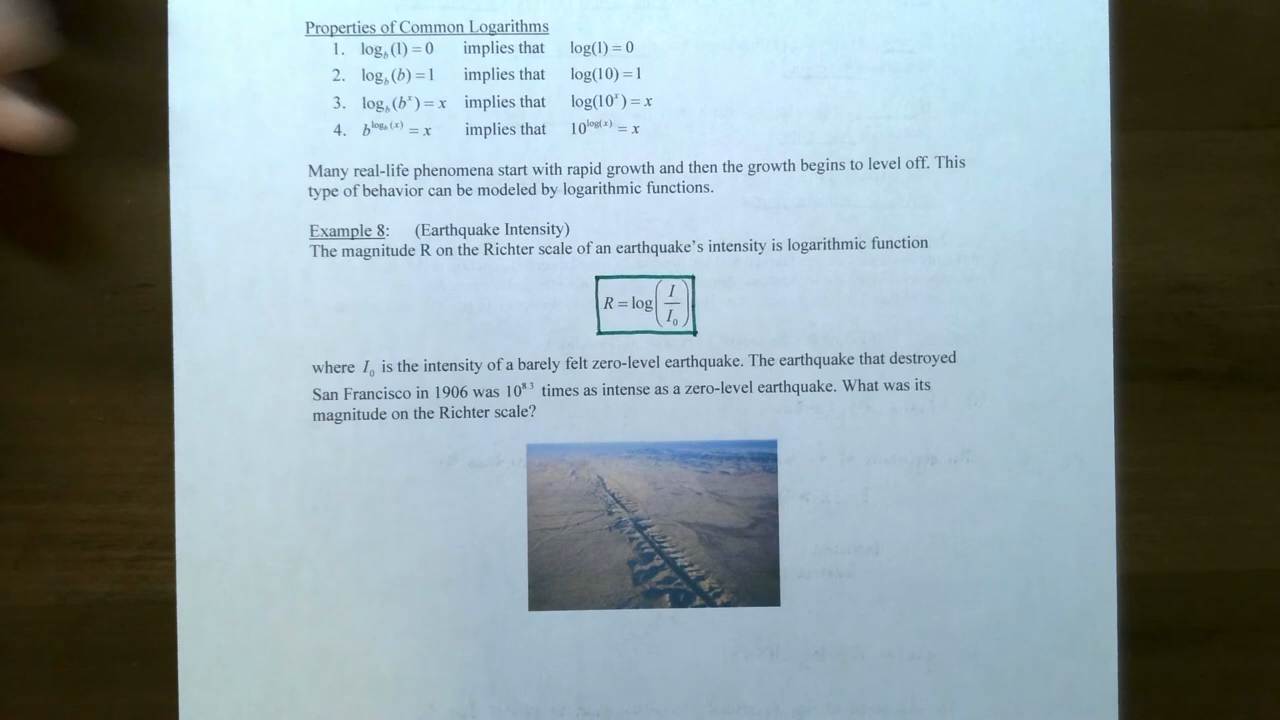 Properties of Common Logarithms
1. log_b(1) = 0 implies that log(1) = 0
2. log_b(b) = 1 implies that log(10) = 1
3. log_b(b^x) = x implies that log(10^x) = x
4. b^{log_b(x)} = x implies that 10^{log(x)} = x
Many real-life phenomena start with rapid growth and then the growth begins to level off. This
type of behavior can be modeled by logarithmic functions.
Example 8: (Earthquake Intensity)
The magnitude R on the Richter scale of an earthquake's intensity is logarithmic function
R = log(I/I_0)
where I_0 is the intensity of a barely felt zero-level earthquake. The earthquake that destroyed
San Francisco in 1906 was 10^{8.3} times as intense as a zero-level earthquake. What was its
magnitude on the Richter scale?